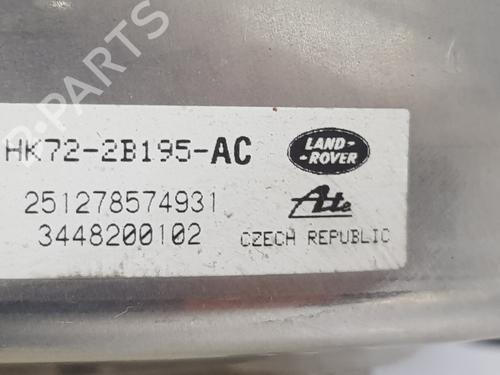 HK72-2B195-AC
LAND-
-ROVER
251278574931
Ate
3448200102
CZECH REPUBLIC
B-PARTS